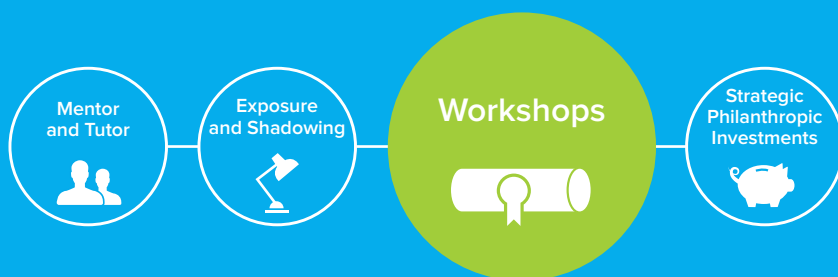 Mentor
and Tutor
Exposure
and Shadowing
Workshops
Strategic
Philanthropic
Investments